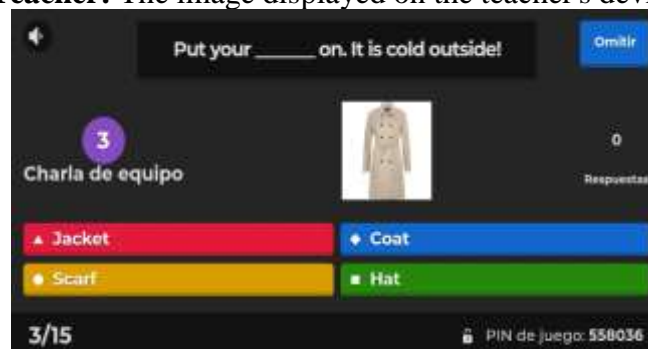 Teacher: The image displayed on the teacher's
Put your ______ on. It is cold outside!
Omitir
3
Charla de equipo
0
Respuestas
Jacket
Coat
Scarf
Hat
3/15
PIN de juego: 558036